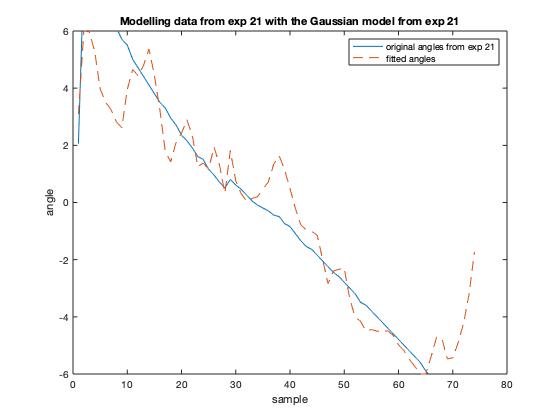 Modelling data from exp 21 with the Gaussian model from exp 21
original angles from exp 21
fitted angles
angle
6
4
2
0
-2
-4
-6
0 10 20 30 40 50 60 70 80
sample